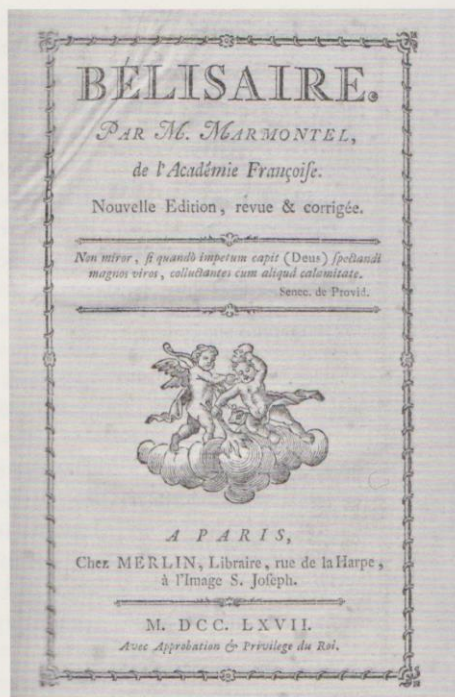 BELISAIRE.
PAR M. MARMONTEL,
de l'Académie Françoiſe.
Nouvelle Edition, revue & corrigée.
Non miror, ſi quandò impetum capit (Deus) ſpectandi
magnos viros, colluctantes cum aliquâ calamitate.
Senec. de Provid.
A PARIS,
Chez MERLIN, Libraire, rue de la Harpe,
à l'Image S. Joſeph.
M. DCC. LXVII.
Avec Approbation & Privilege du Roi.